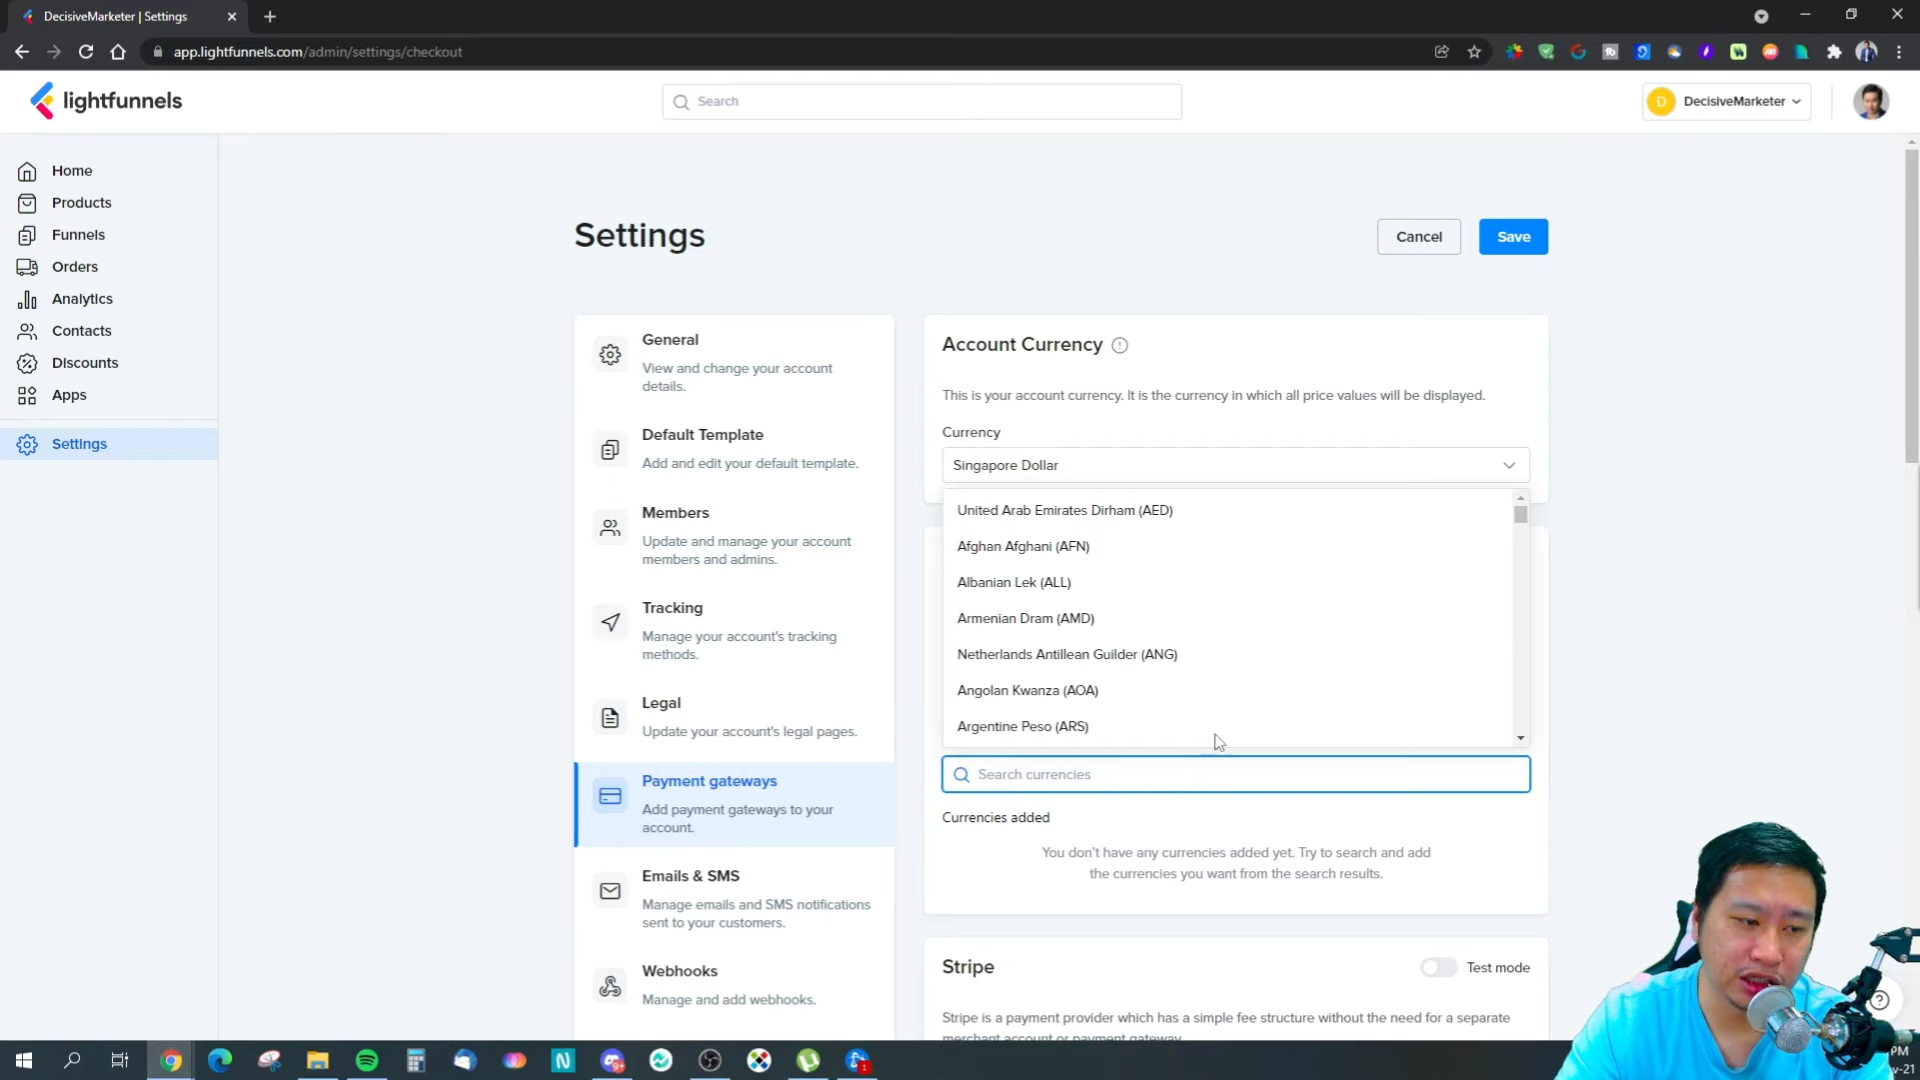 DecisiveMarketer | Settings
app.lightfunnels.com/admin/settings/checkout
lightfunnels
Search
D
DecisiveMarketer
Home
Products
Funnels
Orders
Analytics
Contacts
Discounts
Apps
Settings
Settings
Cancel
Save
General
View and change your account
details.
Default Template
Add and edit your default template.
Members
Update and manage your account
members and admins.
Tracking
Manage your account's tracking
methods.
Legal
Update your account's legal pages.
Payment gateways
Add payment gateways to your
account.
Emails & SMS
Manage emails and SMS notifications
sent to your customers.
Webhooks
Manage and add webhooks.
Account Currency
This is your account currency. It is the currency in which all price values will be displayed.
Currency
Singapore Dollar
United Arab Emirates Dirham (AED)
Afghan Afghani (AFN)
Albanian Lek (ALL)
Armenian Dram (AMD)
Netherlands Antillean Guilder (ANG)
Angolan Kwanza (AOA)
Argentine Peso (ARS)
Search currencies
Currencies added
You don't have any currencies added yet. Try to search and add
the currencies you want from the search results.
Stripe
Test mode
Stripe is a payment provider which has a simple fee structure without the need for a separate
merchant account or payment gateway.
PM
v-21